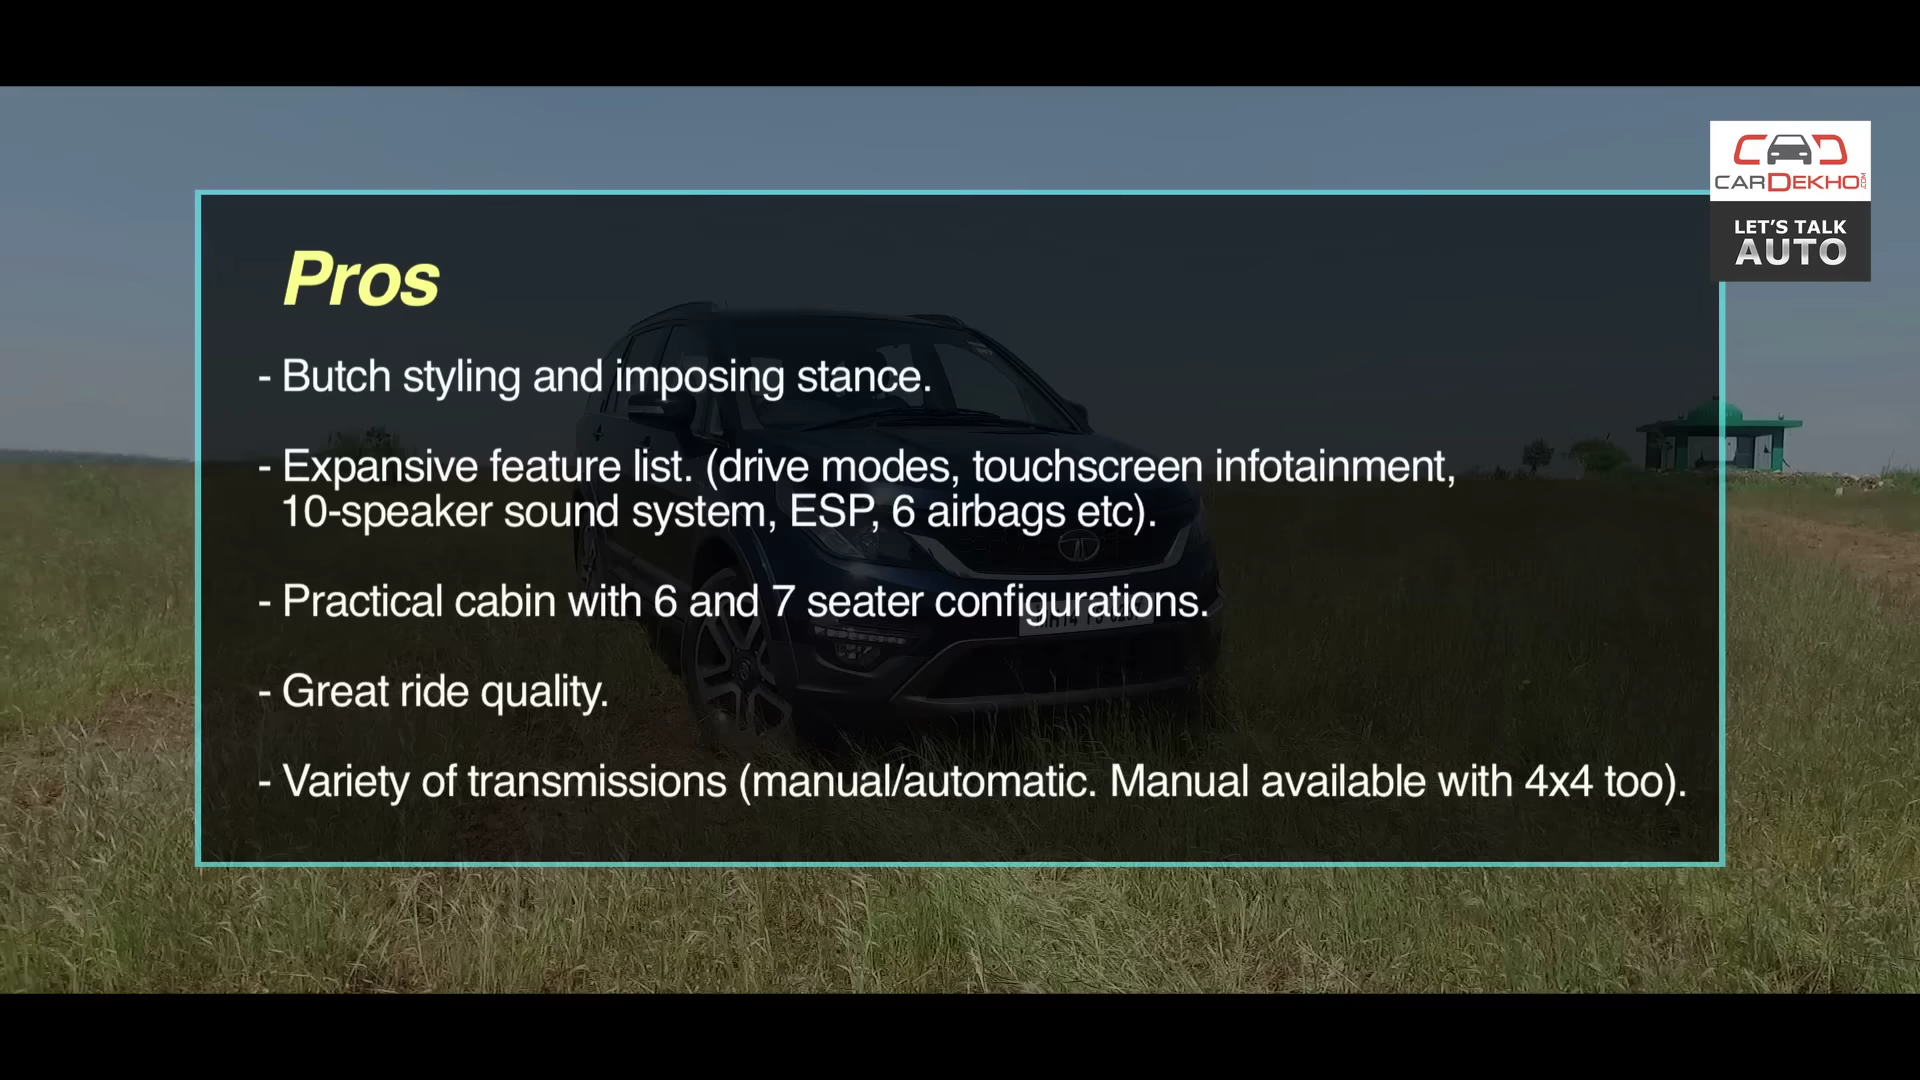 CARDEKHO.COM
LET'S TALK
AUTO
Pros
- Butch styling and imposing stance.
- Expansive feature list. (drive modes, touchscreen infotainment,
10-speaker sound system, ESP, 6 airbags etc).
- Practical cabin with 6 and 7 seater configurations.
- Great ride quality.
- Variety of transmissions (manual/automatic. Manual available with 4x4 too).